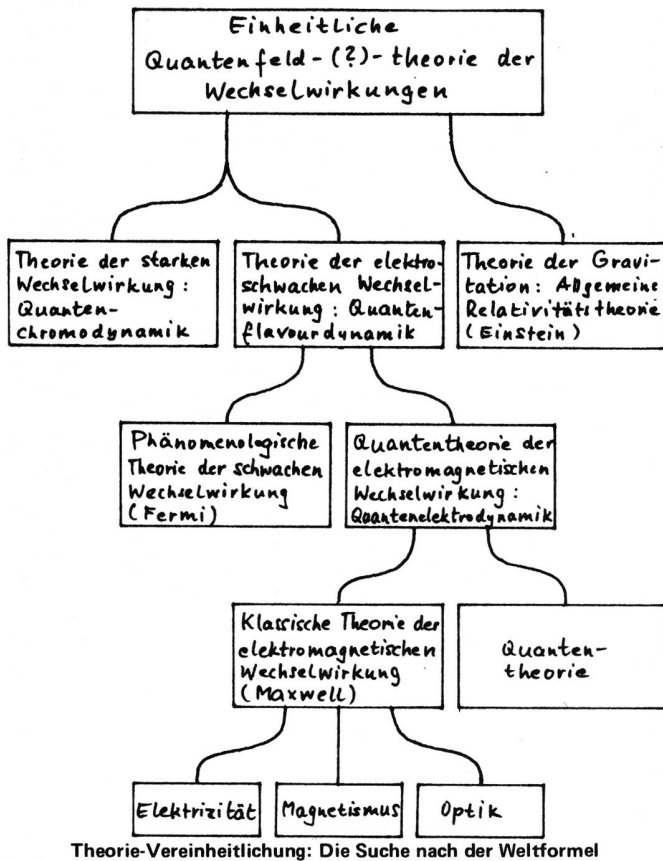 Einheitliche
Quantenfeld-(?)-theorie der
Wechselwirkungen
Theorie der starken
Wechselwirkung:
Quanten-
chromodynamik
Theorie der elektro-
schwachen Wechsel-
wirkung: Quanten-
flavourdynamik
Theorie der Gravi-
tation: Allgemeine
Relativitätstheorie
(Einstein)
Phänomenologische
Theorie der schwachen
Wechselwirkung
(Fermi)
Quantentheorie der
elektromagnetischen
Wechselwirkung:
Quantenelektrodynamik
Klassische Theorie der
elektromagnetischen
Wechselwirkung
(Maxwell)
Quanten-
theorie
Elektrizität
Magnetismus
Optik
Theorie-Vereinheitlichung: Die Suche nach der Weltformel